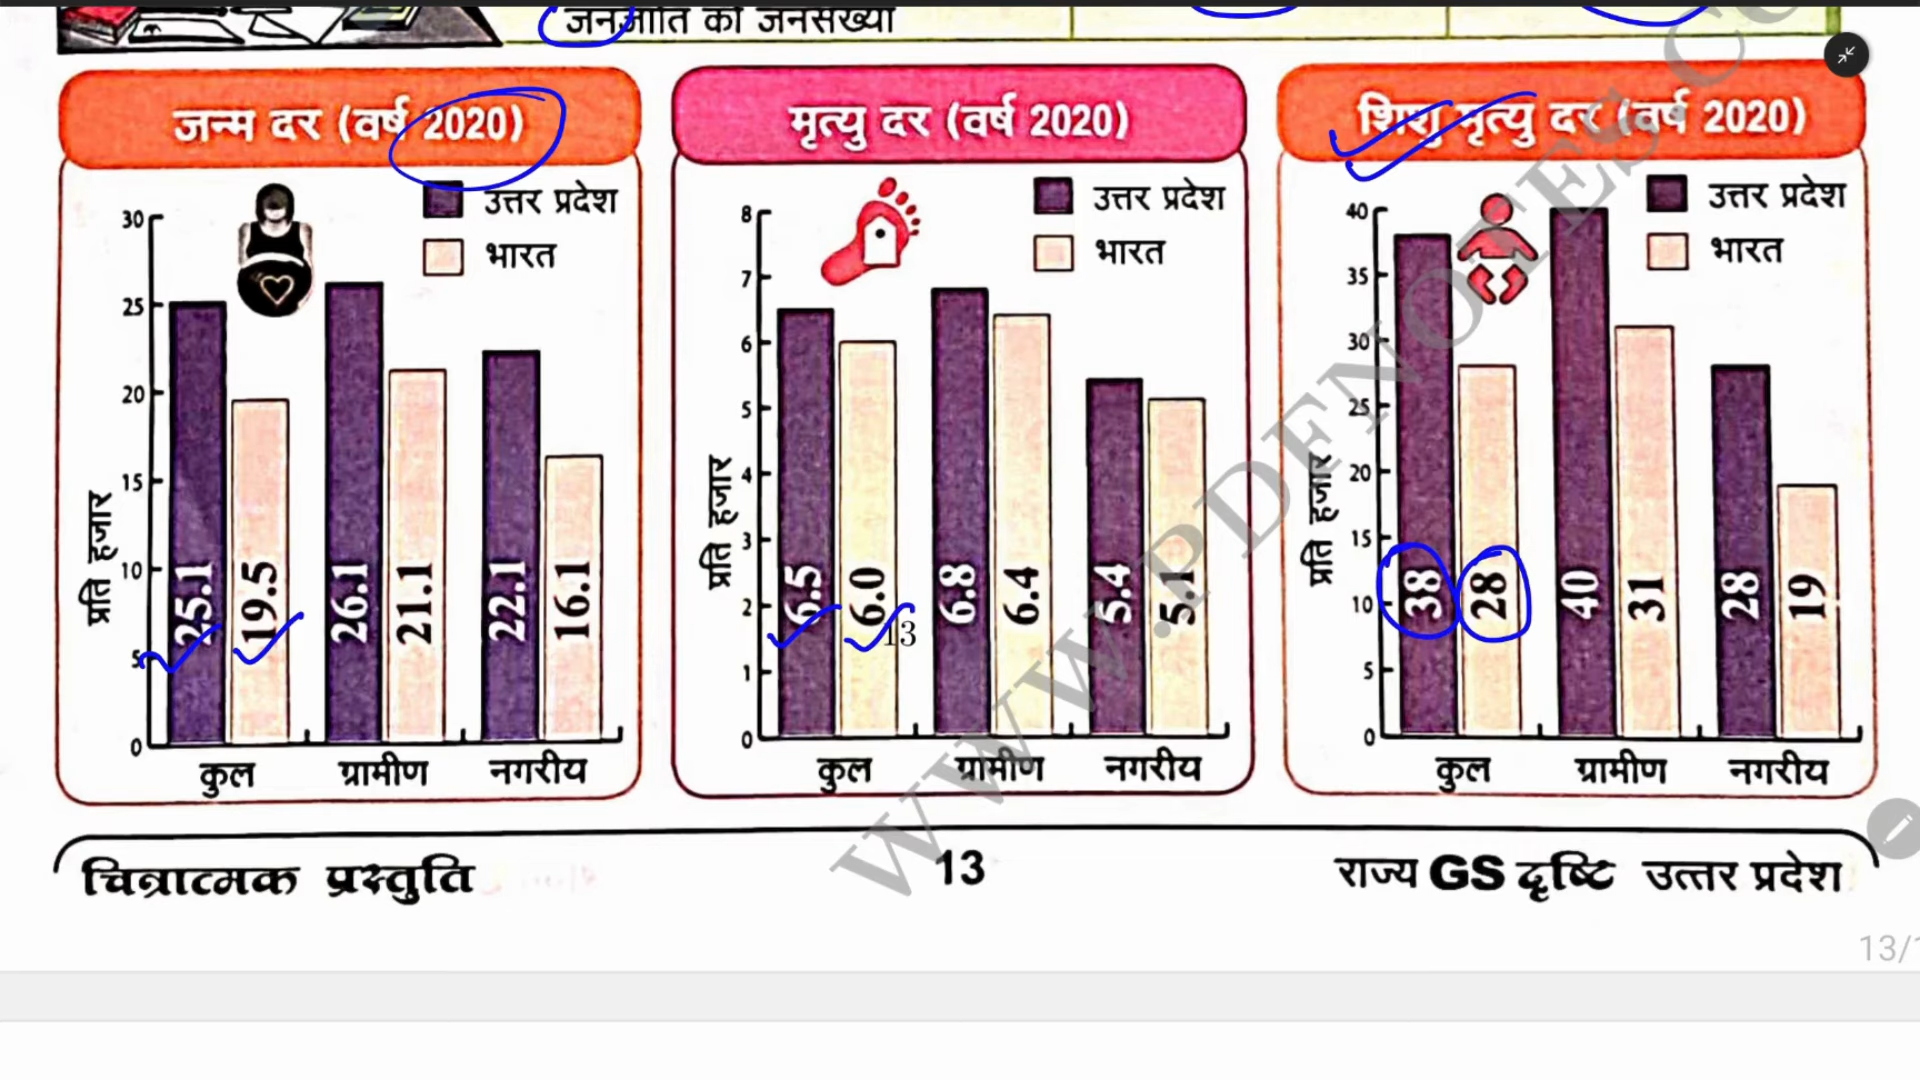 जनजाति की जनसंख्या
जन्म दर (वर्ष 2020)
उत्तर प्रदेश
भारत
प्रति हजार
30
25
20
15
10
5
0
25.1
19.5
26.1
21.1
22.1
16.1
कुल ग्रामीण नगरीय
मृत्यु दर (वर्ष 2020)
उत्तर प्रदेश
भारत
प्रति हजार
8
7
6
5
4
3
2
1
0
6.5
6.0
6.8
6.4
5.4
5.1
13
कुल ग्रामीण नगरीय
शिशु मृत्यु दर (वर्ष 2020)
उत्तर प्रदेश
भारत
प्रति हजार
40
35
30
25
20
15
10
5
0
38
28
40
31
28
19
कुल ग्रामीण नगरीय
WWW.PDFNOTES.CO
चित्रात्मक प्रस्तुति 13 राज्य GS दृष्टि उत्तर प्रदेश
13/